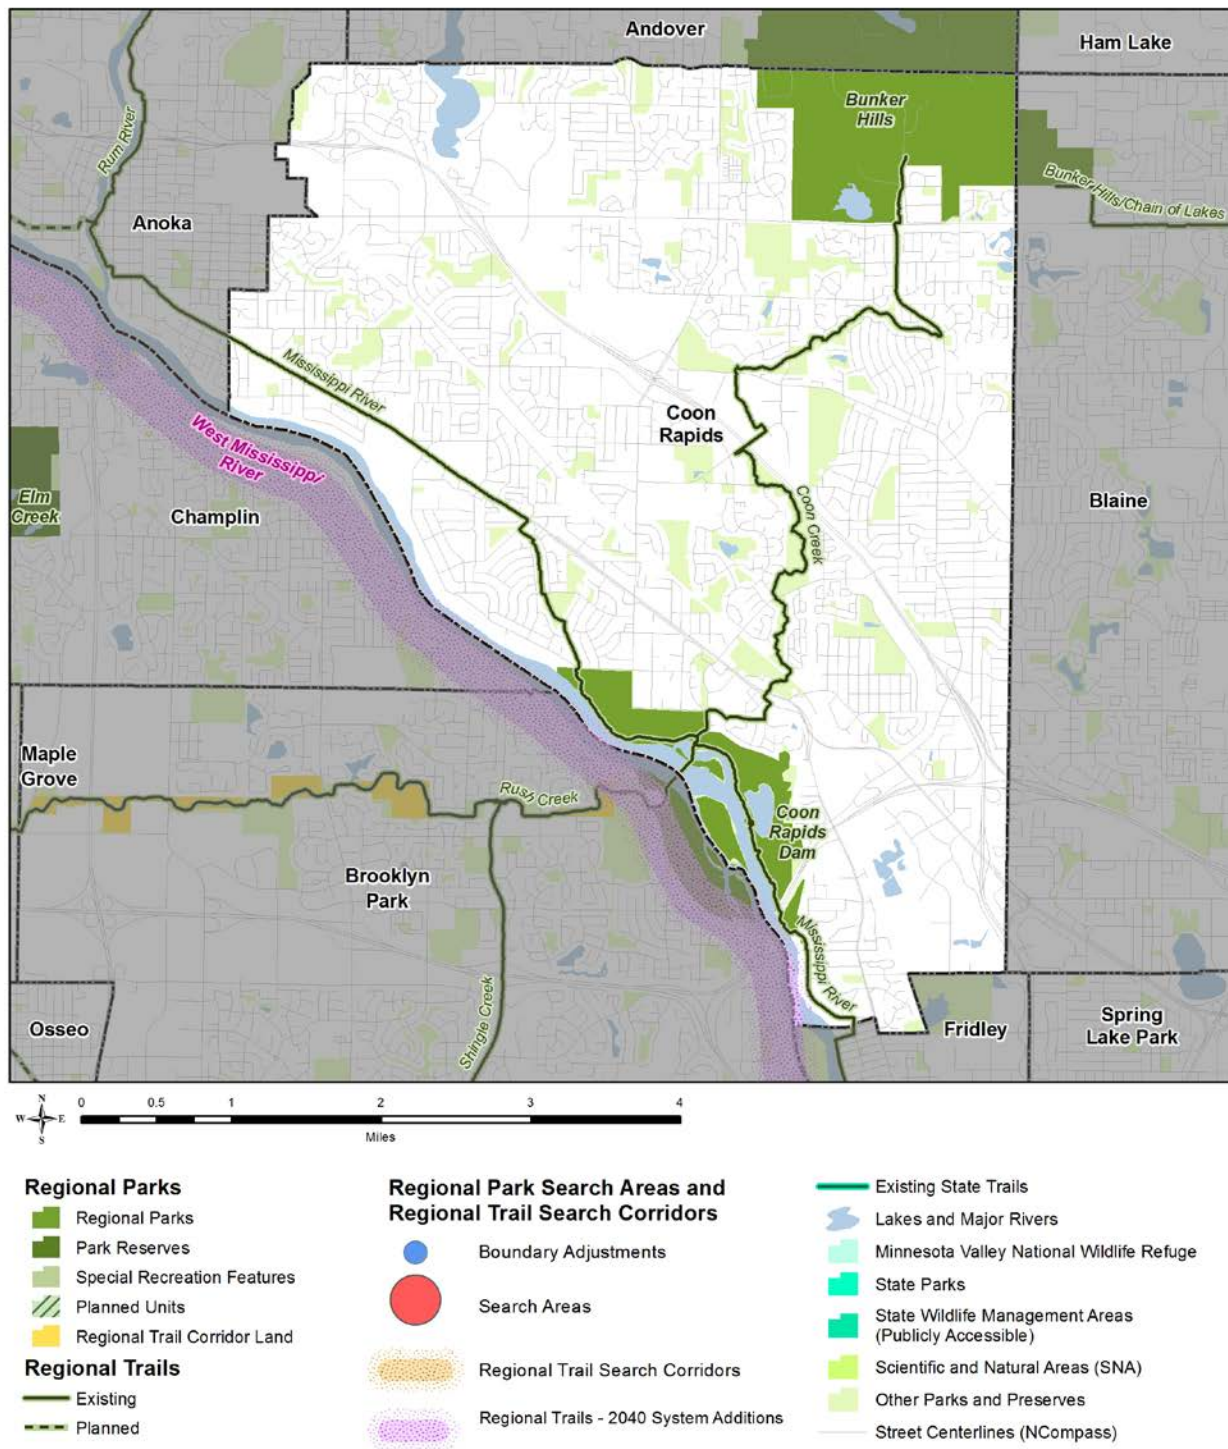 Andover
Ham Lake
Bunker
Hills
Rum River
Bunker Hills/Chain of Lakes
Anoka
Mississippi River
West Mississippi
River
Coon
Rapids
Elm
Creek
Champlin
Coon Creek
Blaine
Maple
Grove
Rush Creek
Coon
Rapids
Dam
Brooklyn
Park
Mississippi River
Shingle Creek
Osseo
Fridley
Spring
Lake Park
N
W E
S
0 0.5 1 2 3 4
Miles
Regional Parks
Regional Parks
Park Reserves
Special Recreation Features
Planned Units
Regional Trail Corridor Land
Regional Trails
Existing
Planned
Regional Park Search Areas and
Regional Trail Search Corridors
Boundary Adjustments
Search Areas
Regional Trail Search Corridors
Regional Trails - 2040 System Additions
Existing State Trails
Lakes and Major Rivers
Minnesota Valley National Wildlife Refuge
State Parks
State Wildlife Management Areas
(Publicly Accessible)
Scientific and Natural Areas (SNA)
Other Parks and Preserves
Street Centerlines (NCompass)